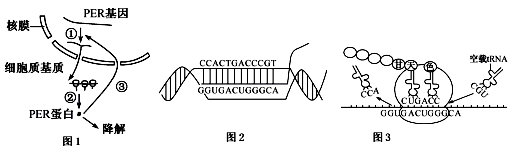 PER基因
核膜
①
细胞质基质
②
③
PER蛋白
降解
图1
CCACTGACCCGT
GGUGACUGGGCA
图2
甘 天 色
空载tRNA
CCA
CUGACC
CGU
GGUGACUGGGCA
图3